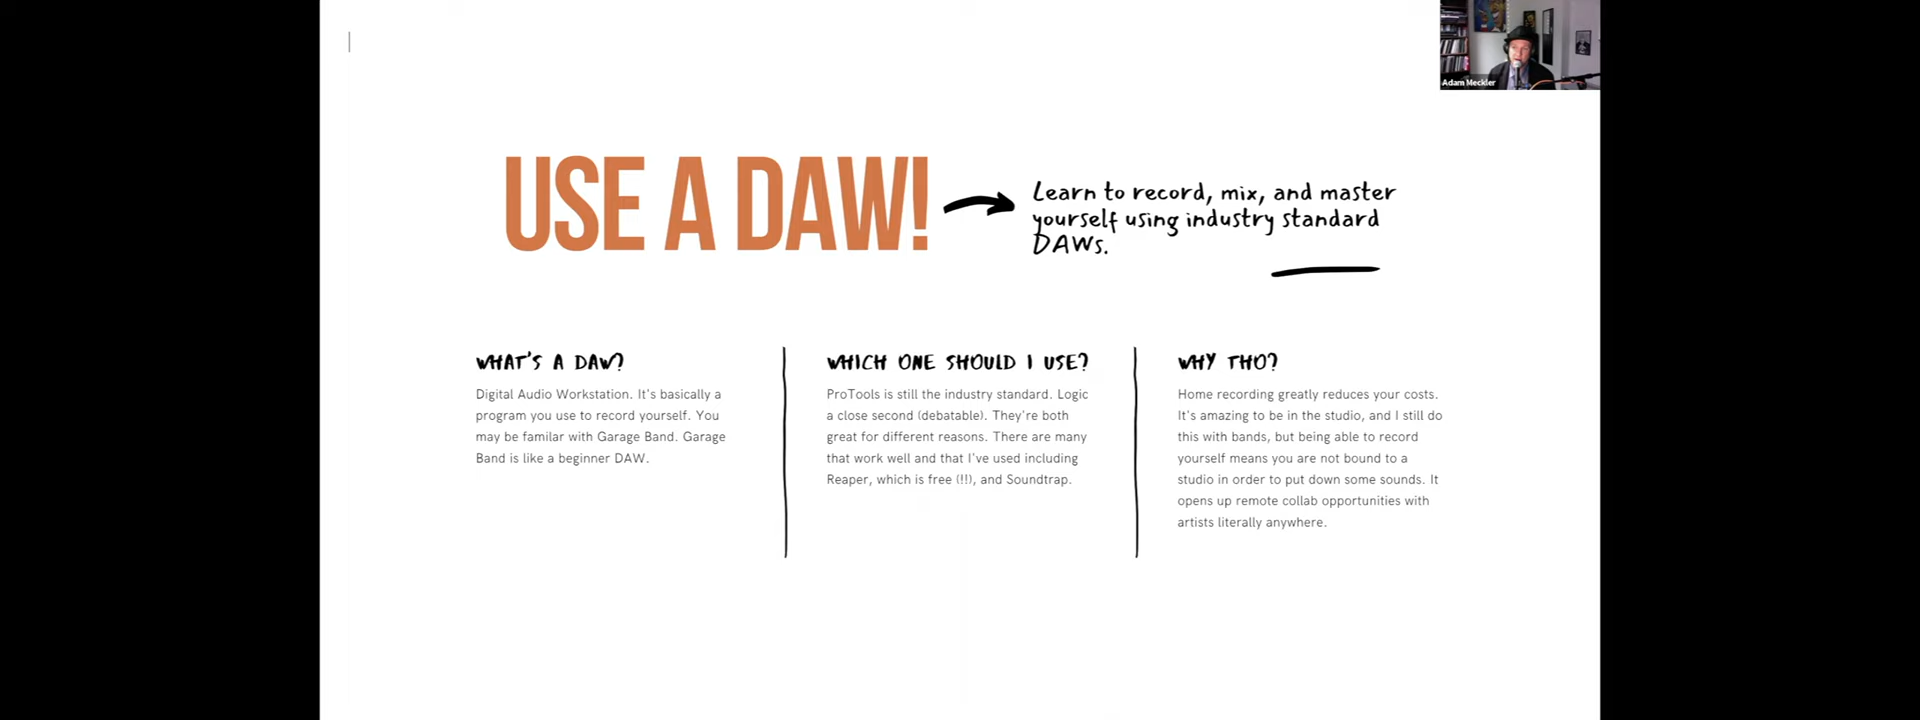 Adam Meckler
USE A DAW!
Learn to record, mix, and master
yourself using industry standard
DAWs.
WHAT'S A DAW?
Digital Audio Workstation. It's basically a
program you use to record yourself. You
may be familar with Garage Band. Garage
Band is like a beginner DAW.
WHICH ONE SHOULD I USE?
ProTools is still the industry standard. Logic
a close second (debatable). They're both
great for different reasons. There are many
that work well and that I've used including
Reaper, which is free (!!), and Soundtrap.
WHY THO?
Home recording greatly reduces your costs.
It's amazing to be in the studio, and I still do
this with bands, but being able to record
yourself means you are not bound to a
studio in order to put down some sounds. It
opens up remote collab opportunities with
artists literally anywhere.